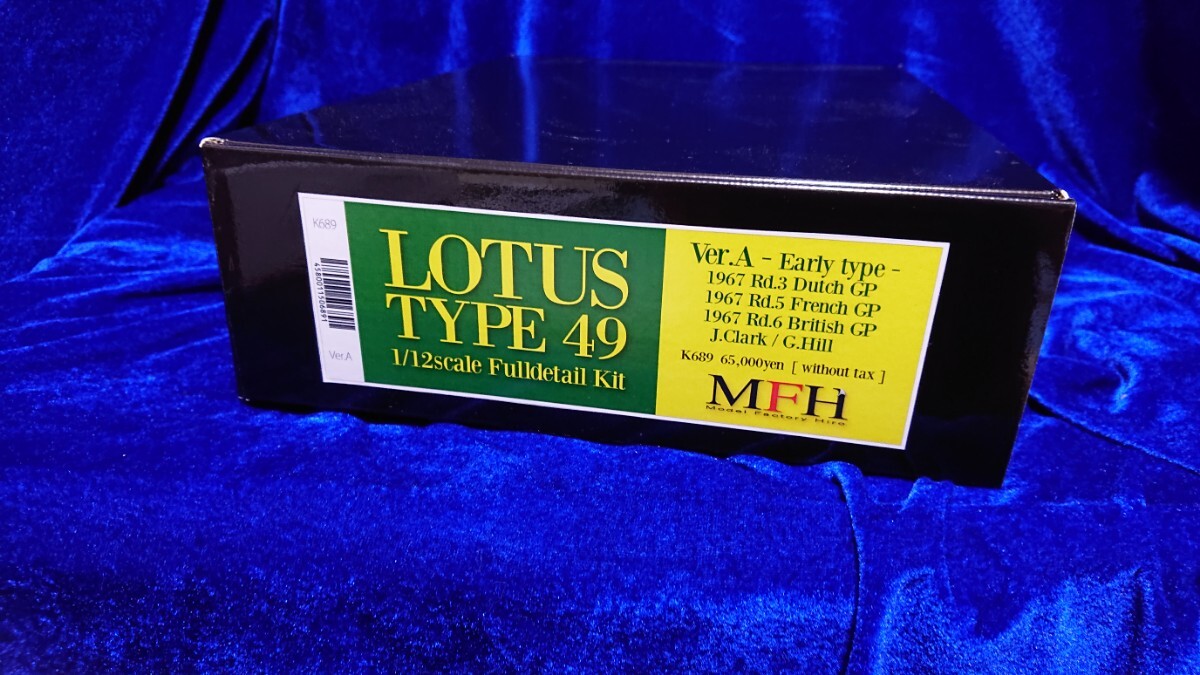 K689
4580011506891
Ver.A
LOTUS
TYPE 49
1/12scale Fulldetail Kit
Ver.A - Early type -
1967 Rd.3 Dutch GP
1967 Rd.5 French GP
1967 Rd.6 British GP
J.Clark / G.Hill
K689 65,000yen [ without tax ]
MFH
Model Factory Hiro